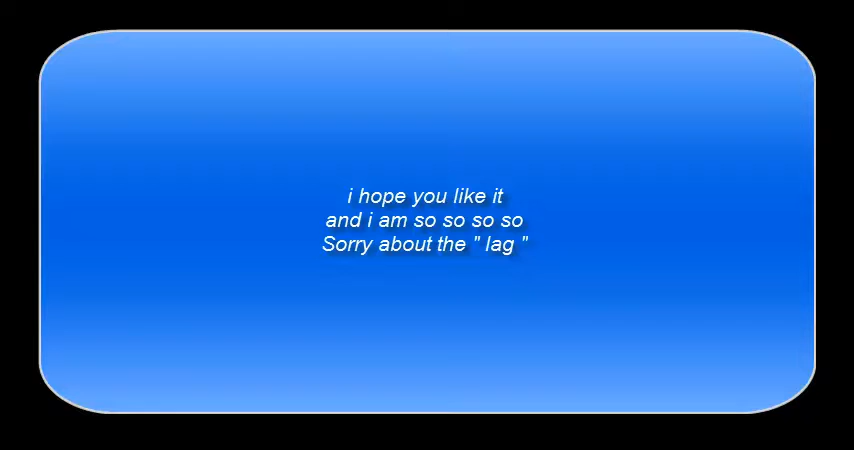 i hope you like it
and i am so so so so
Sorry about the " lag "